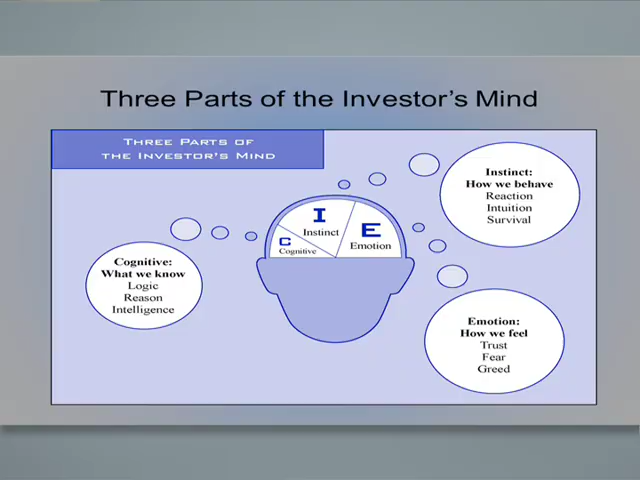 Three Parts of the Investor's Mind
THREE PARTS OF
THE INVESTOR'S MIND
Instinct:
How we behave
Reaction
Intuition
Survival
I
Instinct
E
Emotion
C
Cognitive
Cognitive:
What we know
Logic
Reason
Intelligence
Emotion:
How we feel
Trust
Fear
Greed